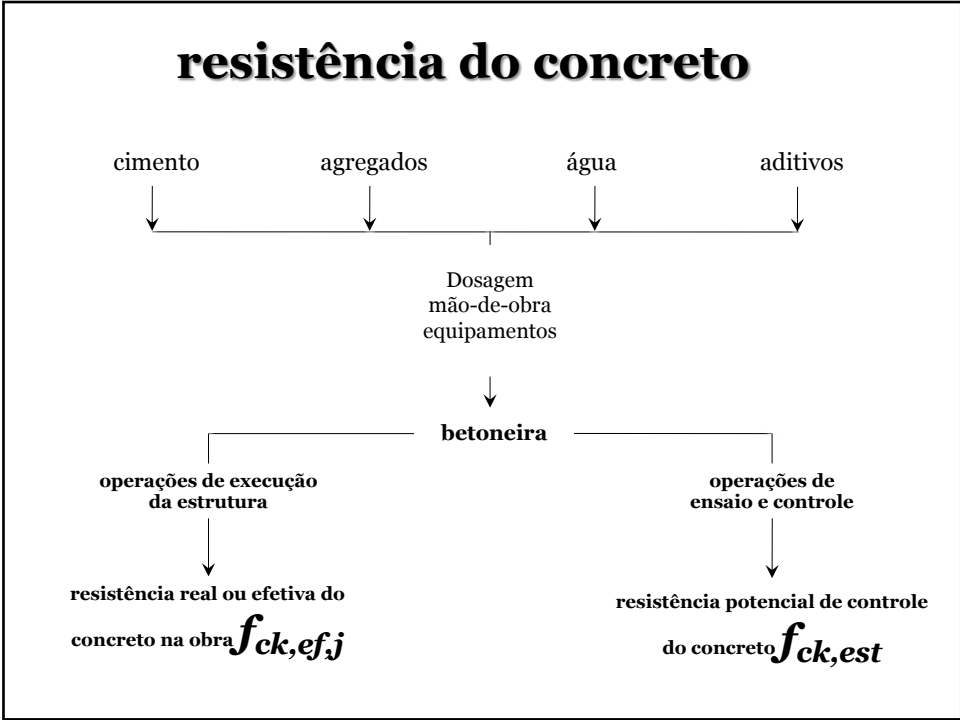 resistência do concreto
cimento agregados água aditivos
Dosagem
mão-de-obra
equipamentos
betoneira
operações de execução
da estrutura
operações de
ensaio e controle
resistência real ou efetiva do
concreto na obra fck,ef,j
resistência potencial de controle
do concreto fck,est